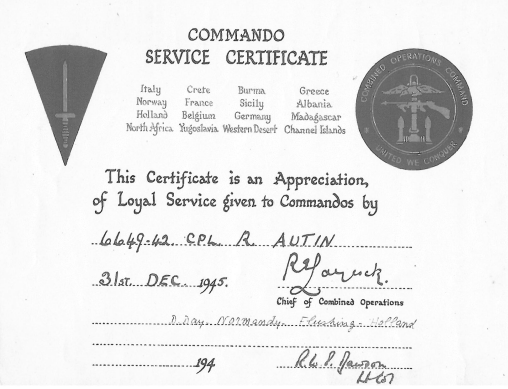 COMMANDO
SERVICE CERTIFICATE
Italy Crete Burma Greece
Norway France Sicily Albania
Holland Belgium Germany Madagascar
North Africa Yugoslavia Western Desert Channel Islands
COMBINED OPERATIONS COMMAND
UNITED WE CONQUER
This Certificate is an Appreciation,
of Loyal Service given to Commandos by
6649-42 CPL R. AUTIN
31st. DEC. 1945.
Chief of Combined Operations
D. Day. Normandy. Flushing. Holland
194